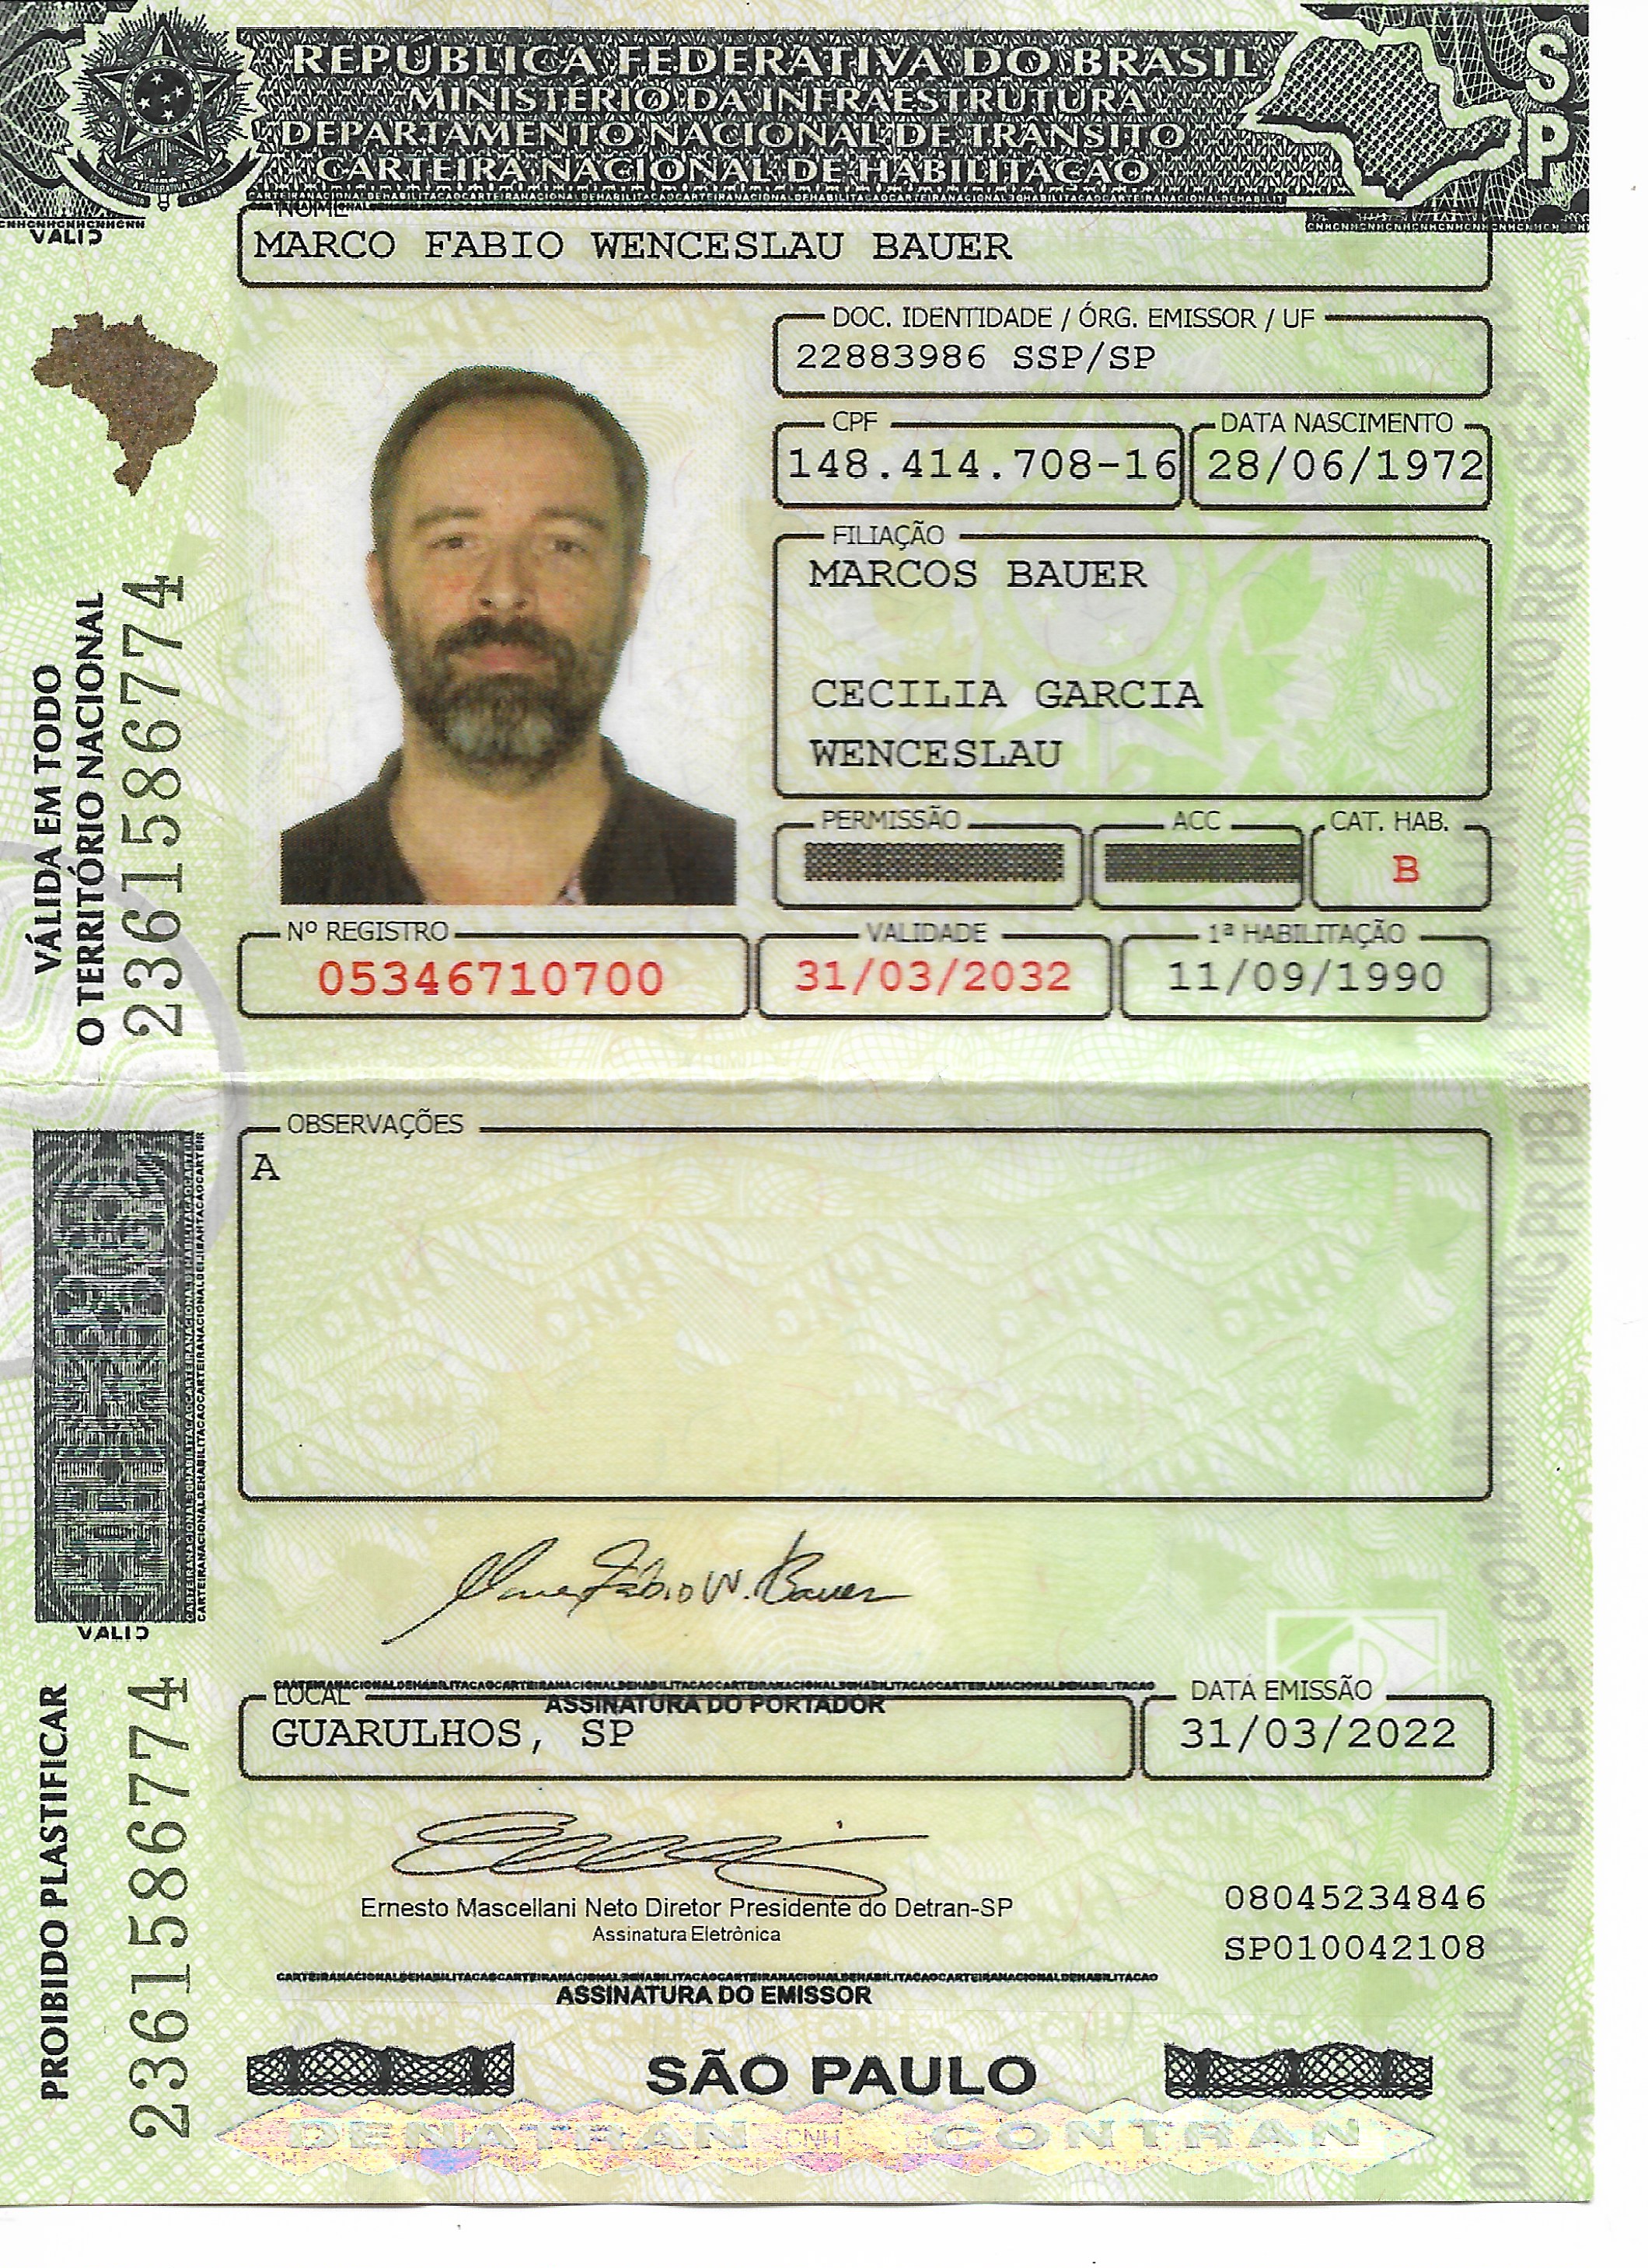 REPÚBLICA FEDERATIVA DO BRASIL
MINISTÉRIO DA INFRAESTRUTURA
DEPARTAMENTO NACIONAL DE TRÂNSITO
CARTEIRA NACIONAL DE HABILITAÇÃO
SP
VALID
NOME
MARCO FABIO WENCESLAU BAUER
DOC. IDENTIDADE / ÓRG. EMISSOR / UF
22883986 SSP/SP
CPF
148.414.708-16
DATA NASCIMENTO
28/06/1972
FILIAÇÃO
MARCOS BAUER
CECILIA GARCIA
WENCESLAU
PERMISSÃO
ACC
CAT. HAB.
B
Nº REGISTRO
05346710700
VALIDADE
31/03/2032
1ª HABILITAÇÃO
11/09/1990
VÁLIDA EM TODO
O TERRITÓRIO NACIONAL
2361586774
OBSERVAÇÕES
A
VALID
Marco Fábio W. Bauer
ASSINATURA DO PORTADOR
LOCAL
GUARULHOS, SP
DATA EMISSÃO
31/03/2022
Ernesto Mascellani Neto Diretor Presidente do Detran-SP
Assinatura Eletrônica
08045234846
SP010042108
ASSINATURA DO EMISSOR
PROIBIDO PLASTIFICAR
2361586774
SÃO PAULO
DENATRAN CNH CONTRAN